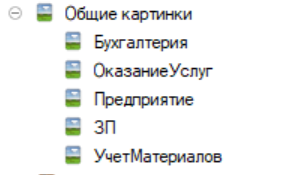 Общие картинки
Бухгалтерия
ОказаниеУслуг
Предприятие
ЗП
УчетМатериалов